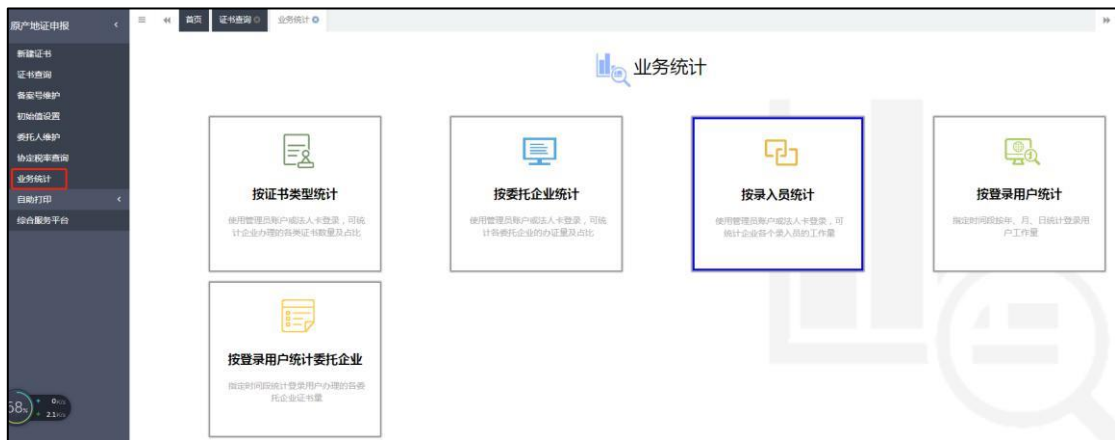 原产地证申报
首页
证书查询
业务统计
新建证书
证书查询
备案号维护
初始值设置
委托人维护
协定税率查询
业务统计
自助打印
综合服务平台
业务统计
按证书类型统计
使用管理员账户或法人卡登录,可统
计企业办理的各类证书数量及占比
按委托企业统计
使用管理员账户或法人卡登录,可统
计各委托企业的办证量及占比
按录入员统计
使用管理员账户或法人卡登录,可
统计企业各个录入员的工作量
按登录用户统计
指定时间段按年、月、日统计登录用
户工作量
按登录用户统计委托企业
指定时间段统计登录用户办理的各委
托企业证书量
58%